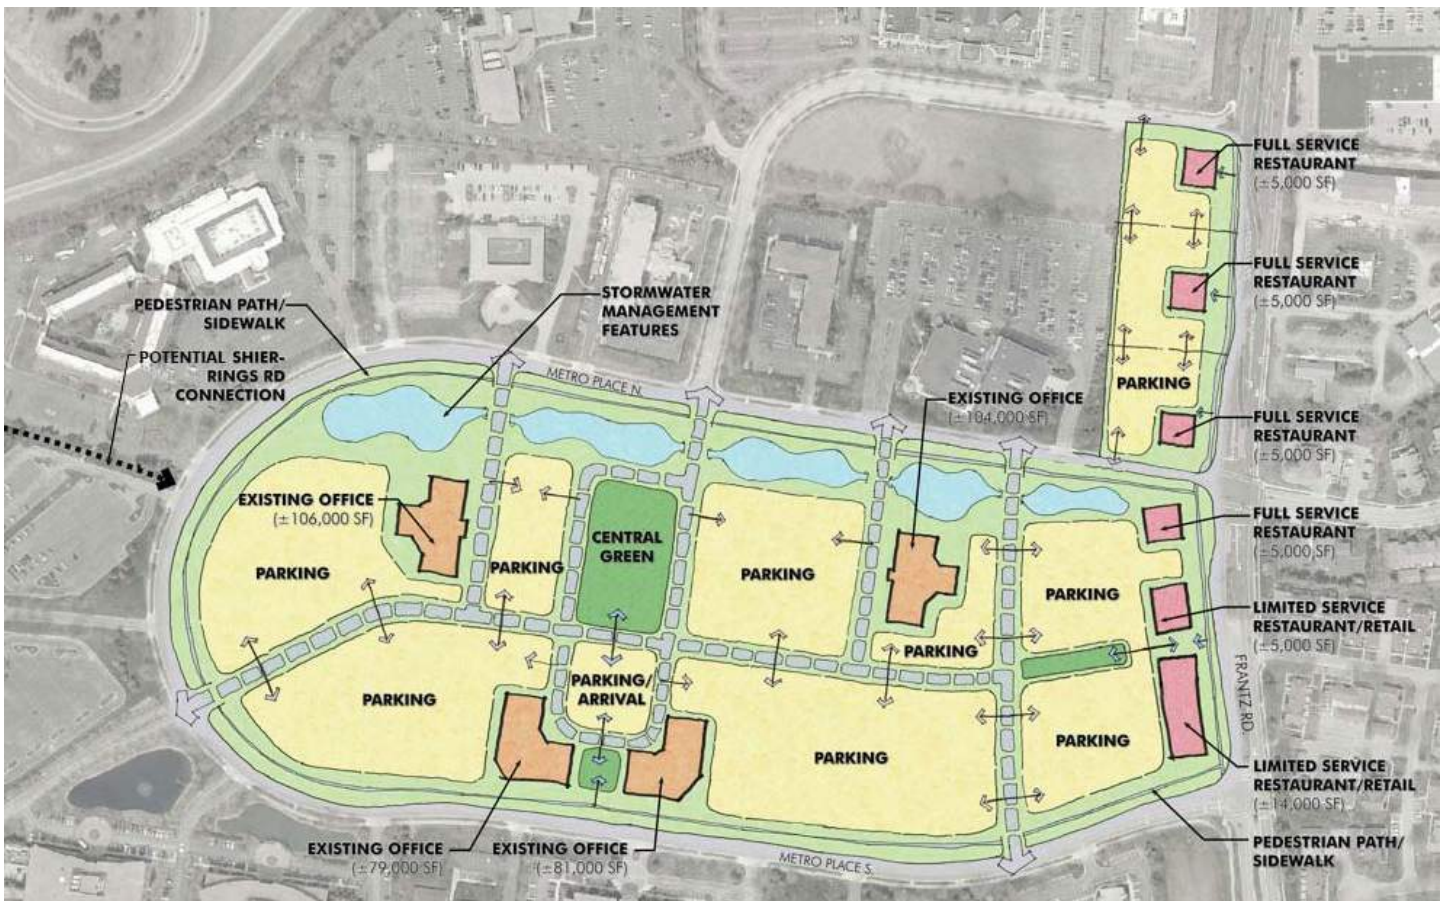 FULL SERVICE
RESTAURANT
(±5,000 SF)
FULL SERVICE
RESTAURANT
(±5,000 SF)
STORMWATER
MANAGEMENT
FEATURES
PEDESTRIAN PATH/
SIDEWALK
POTENTIAL SHIER-
RINGS RD
CONNECTION
METRO PLACE N.
PARKING
EXISTING OFFICE
(±104,000 SF)
FULL SERVICE
RESTAURANT
(±5,000 SF)
EXISTING OFFICE
(±106,000 SF)
FULL SERVICE
RESTAURANT
(±5,000 SF)
CENTRAL
GREEN
PARKING
PARKING
PARKING
PARKING
LIMITED SERVICE
RESTAURANT/RETAIL
(±5,000 SF)
PARKING
PARKING/
ARRIVAL
PARKING
FRANTZ RD.
PARKING
PARKING
LIMITED SERVICE
RESTAURANT/RETAIL
(±14,000 SF)
PEDESTRIAN PATH/
SIDEWALK
EXISTING OFFICE
(±79,000 SF)
EXISTING OFFICE
(±81,000 SF)
METRO PLACE S.